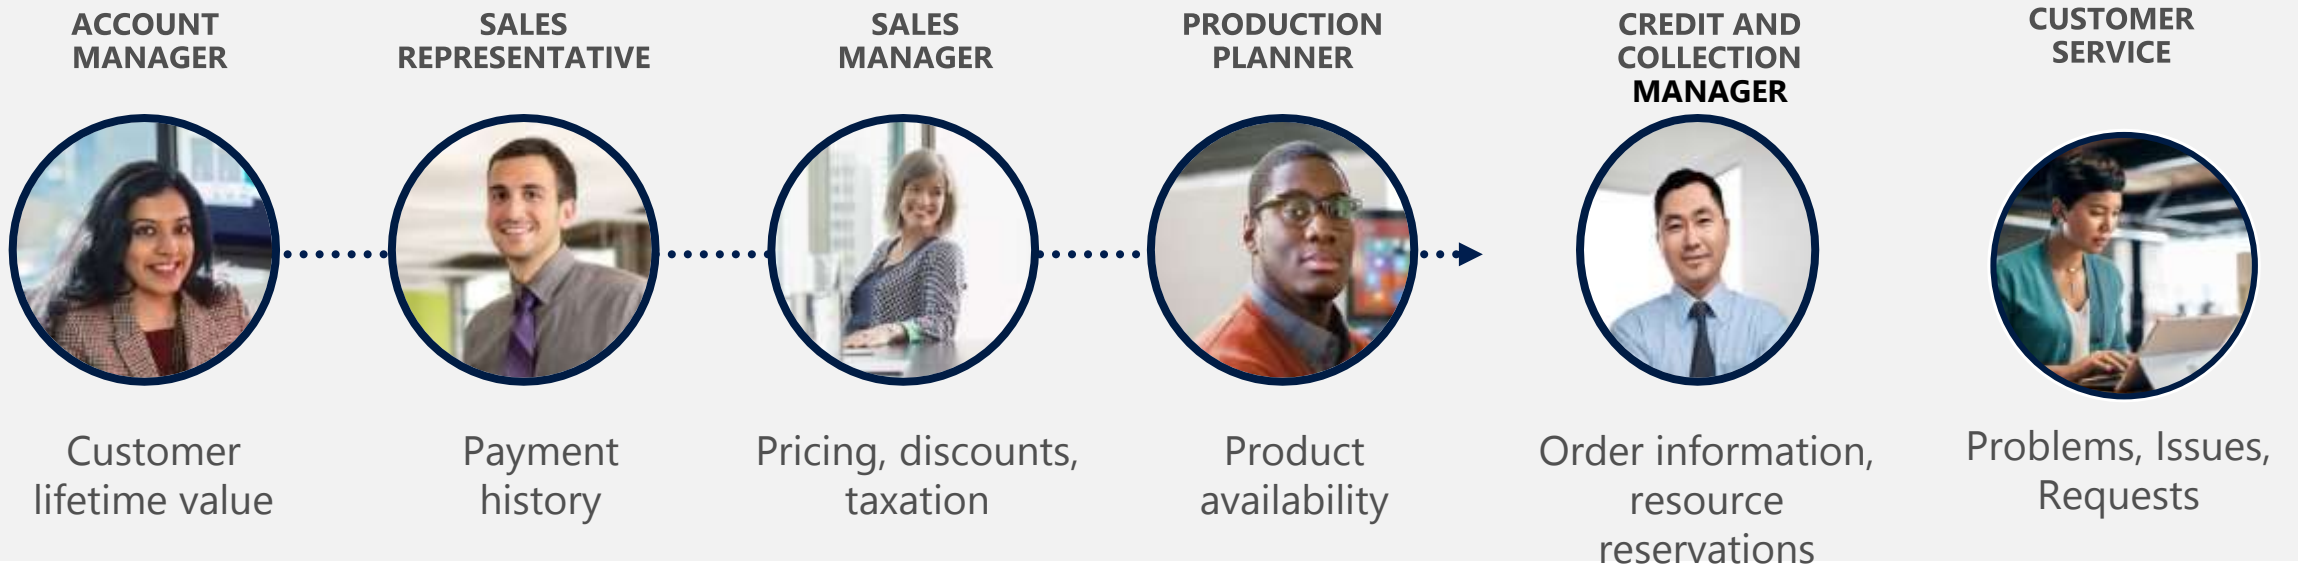 ACCOUNT
MANAGER
SALES
REPRESENTATIVE
SALES
MANAGER
PRODUCTION
PLANNER
CREDIT AND
COLLECTION
MANAGER
CUSTOMER
SERVICE
Customer
lifetime value
Payment
history
Pricing, discounts,
taxation
Product
availability
Order information,
resource
reservations
Problems, Issues,
Requests